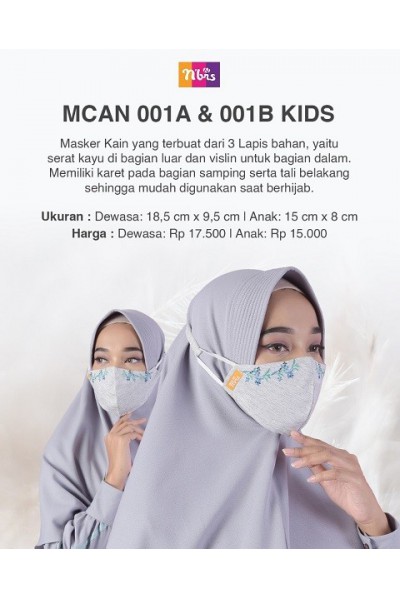 Nbrs
MCAN 001A & 001B KIDS
Masker Kain yang terbuat dari 3 Lapis bahan, yaitu
serat kayu di bagian luar dan vislin untuk bagian dalam.
Memiliki karet pada bagian samping serta tali belakang
sehingga mudah digunakan saat berhijab.
Ukuran : Dewasa: 18,5 cm x 9,5 cm | Anak: 15 cm x 8 cm
Harga : Dewasa: Rp 17.500 | Anak: Rp 15.000
Nbrs